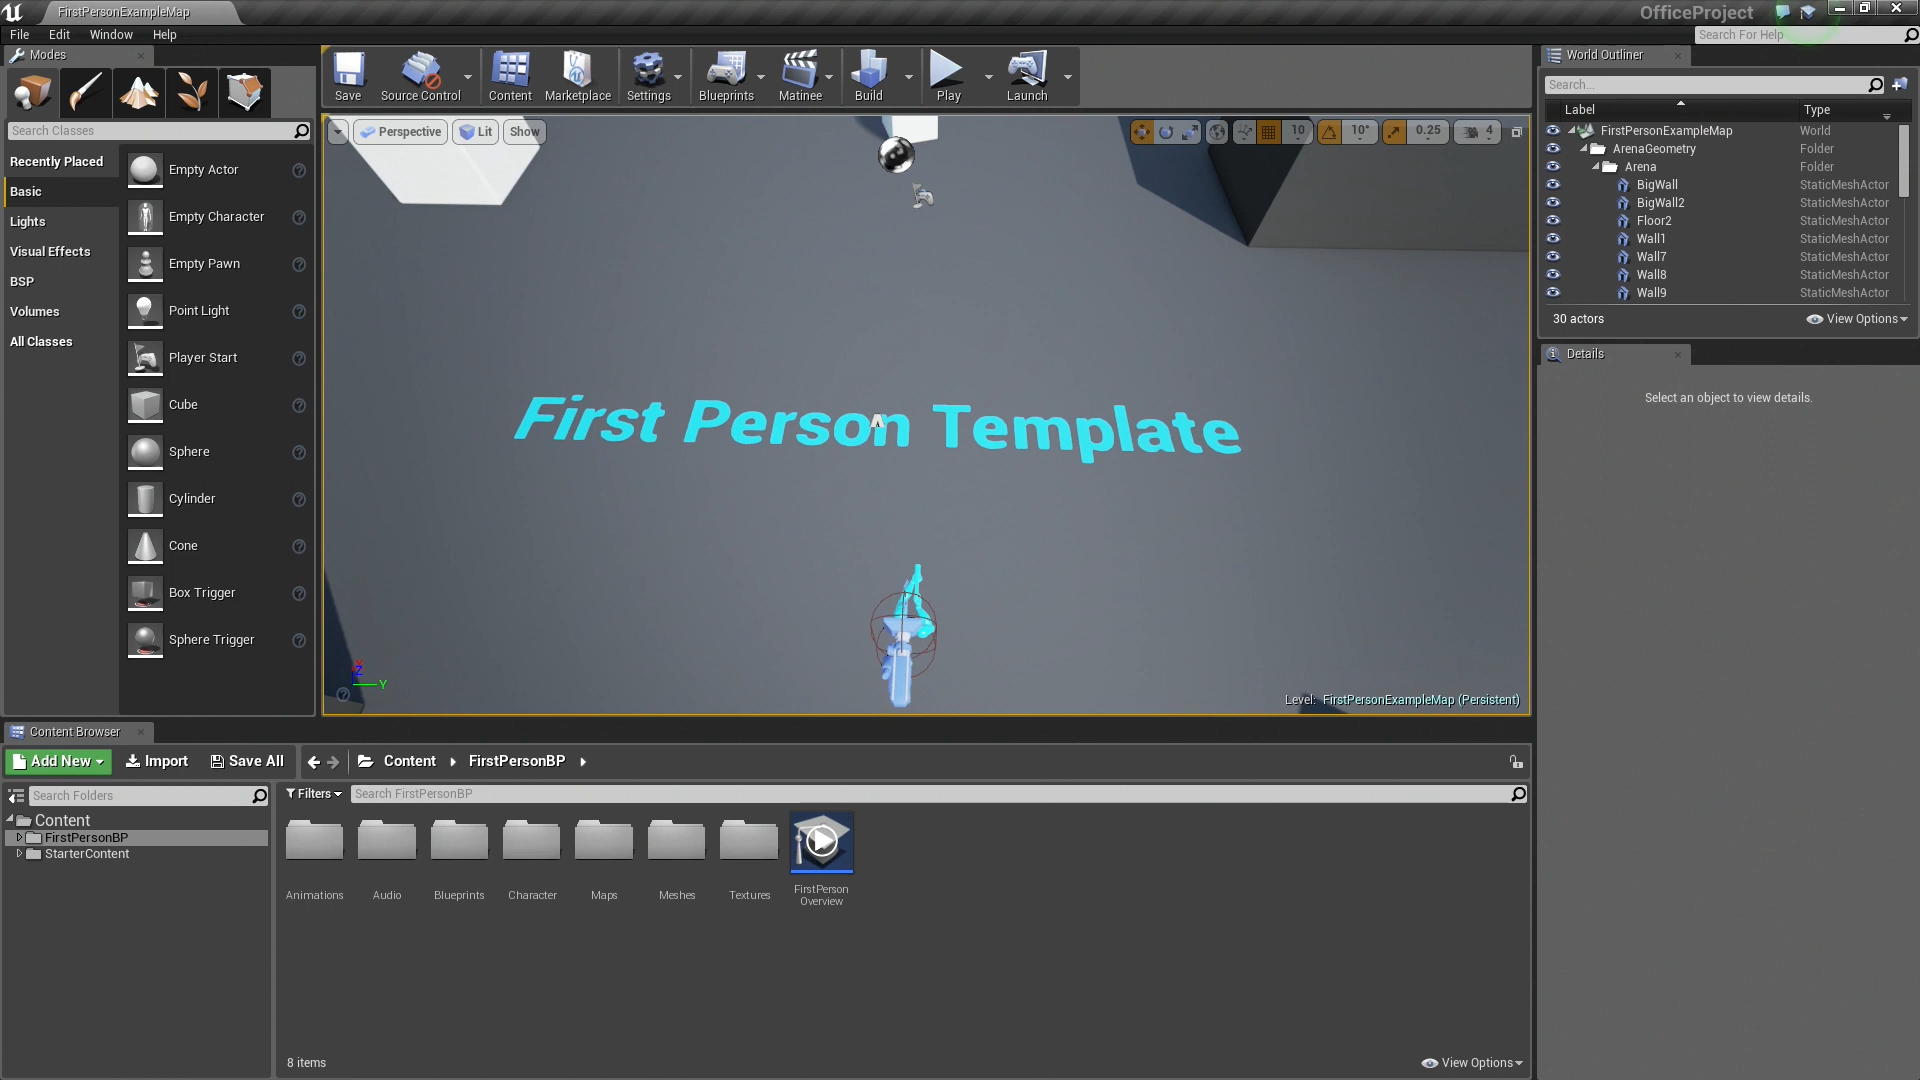 FirstPersonExampleMap
OfficeProject
File Edit Window Help
Search For Help
Modes
Search Classes
Recently Placed
Basic
Lights
Visual Effects
BSP
Volumes
All Classes
Empty Actor
Empty Character
Empty Pawn
Point Light
Player Start
Cube
Sphere
Cylinder
Cone
Box Trigger
Sphere Trigger
Save Source Control Content Marketplace Settings Blueprints Matinee Build Play Launch
Perspective Lit Show
10 10° 0.25 4
First Person Template
Z
Y
Level: FirstPersonExampleMap (Persistent)
World Outliner
Search...
Label Type
FirstPersonExampleMap World
ArenaGeometry Folder
Arena Folder
BigWall StaticMeshActor
BigWall2 StaticMeshActor
Floor2 StaticMeshActor
Wall1 StaticMeshActor
Wall7 StaticMeshActor
Wall8 StaticMeshActor
Wall9 StaticMeshActor
30 actors View Options
Details
Select an object to view details.
Content Browser
Add New Import Save All Content FirstPersonBP
Search Folders
Content
FirstPersonBP
StarterContent
Filters Search FirstPersonBP
Animations Audio Blueprints Character Maps Meshes Textures FirstPerson
Overview
8 items View Options